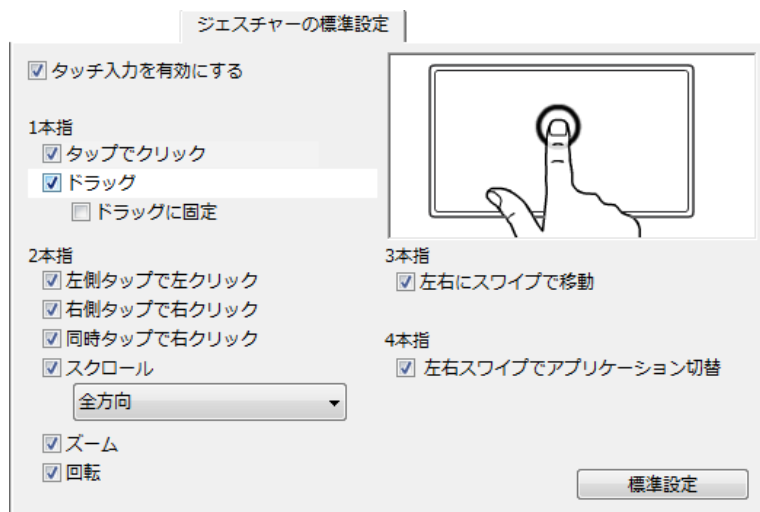 ジェスチャーの標準設定
タッチ入力を有効にする
1本指
タップでクリック
ドラッグ
ドラッグに固定
2本指
左側タップで左クリック
右側タップで右クリック
同時タップで右クリック
スクロール
全方向
ズーム
回転
3本指
左右にスワイプで移動
4本指
左右スワイプでアプリケーション切替
標準設定